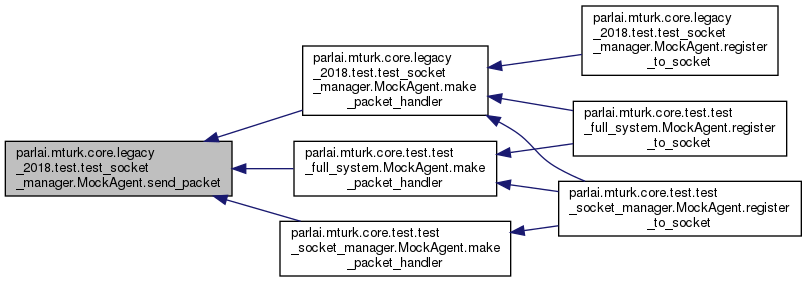 parlai.mturk.core.legacy
_2018.test.test_socket
_manager.MockAgent.send_packet
parlai.mturk.core.legacy
_2018.test.test_socket
_manager.MockAgent.make
_packet_handler
parlai.mturk.core.test.test
_full_system.MockAgent.make
_packet_handler
parlai.mturk.core.test.test
_socket_manager.MockAgent.make
_packet_handler
parlai.mturk.core.legacy
_2018.test.test_socket
_manager.MockAgent.register
_to_socket
parlai.mturk.core.test.test
_full_system.MockAgent.register
_to_socket
parlai.mturk.core.test.test
_socket_manager.MockAgent.register
_to_socket